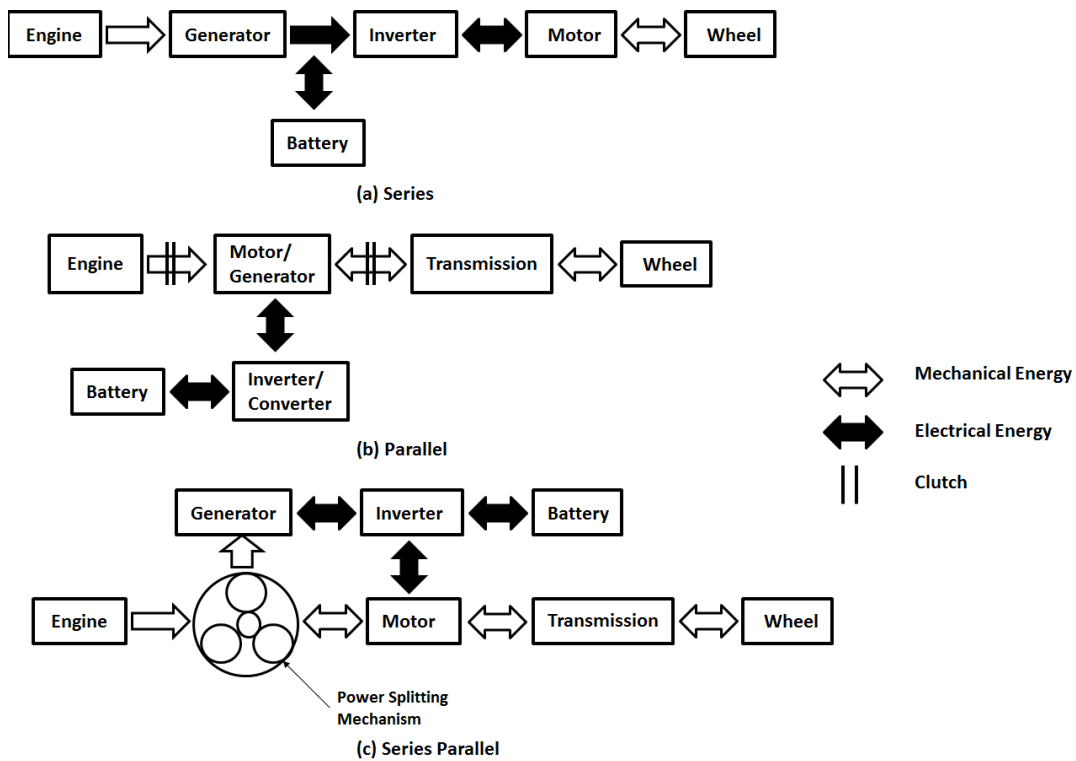 Engine
Generator
Inverter
Motor
Wheel
Battery
(a) Series
Engine
Motor/
Generator
Transmission
Wheel
Battery
Inverter/
Converter
(b) Parallel
Mechanical Energy
Electrical Energy
Clutch
Generator
Inverter
Battery
Engine
Motor
Transmission
Wheel
Power Splitting
Mechanism
(c) Series Parallel